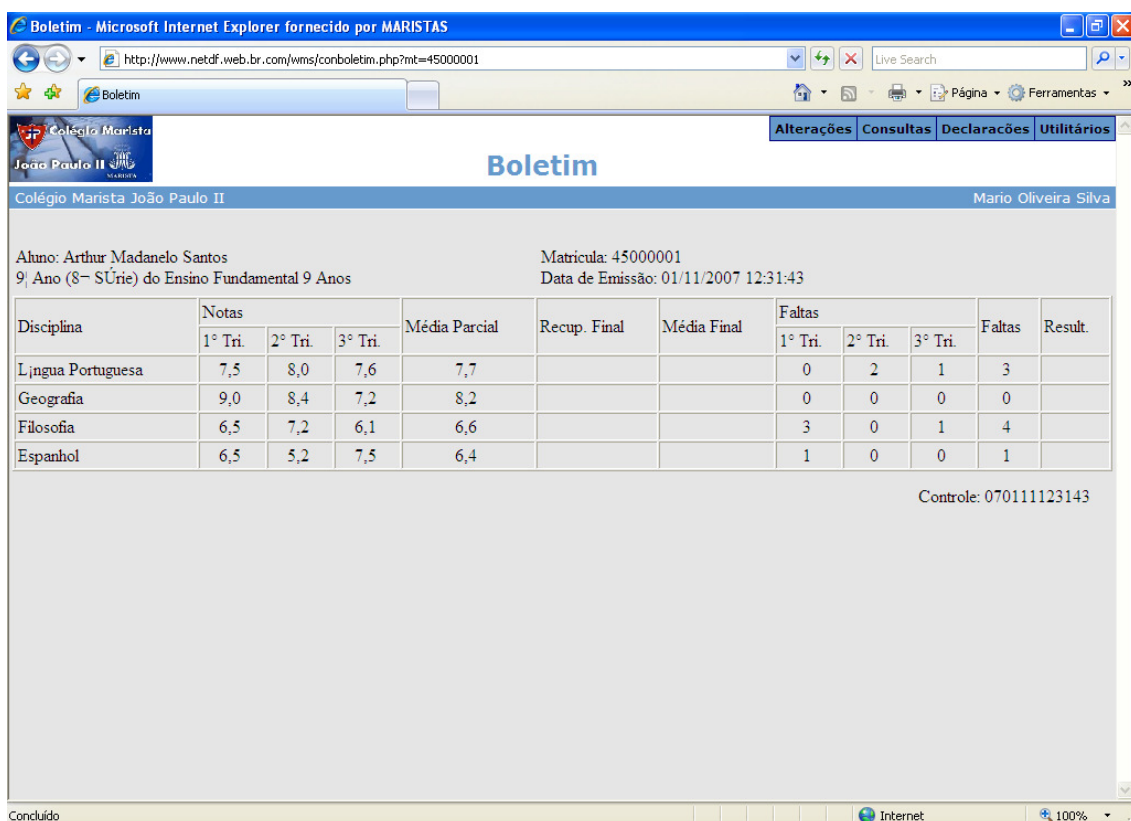 Boletim - Microsoft Internet Explorer fornecido por MARISTAS
http://www.netdf.web.br.com/wms/conboletim.php?mt=45000001
Live Search
Boletim
Página
Ferramentas
Colégio Marista
João Paulo II
MARISTA
Alterações Consultas Declaracões Utilitários
Boletim
Colégio Marista João Paulo II Mario Oliveira Silva
Aluno: Arthur Madanelo Santos Matricula: 45000001
9¦ Ano (8− SÚrie) do Ensino Fundamental 9 Anos Data de Emissão: 01/11/2007 12:31:43
Disciplina Notas Média Parcial Recup. Final Média Final Faltas Faltas Result.
1° Tri. 2° Tri. 3° Tri. 1° Tri. 2° Tri. 3° Tri.
L¡ngua Portuguesa 7,5 8,0 7,6 7,7 0 2 1 3
Geografia 9,0 8,4 7,2 8,2 0 0 0 0
Filosofia 6,5 7,2 6,1 6,6 3 0 1 4
Espanhol 6,5 5,2 7,5 6,4 1 0 0 1
Controle: 070111123143
Concluído Internet 100%